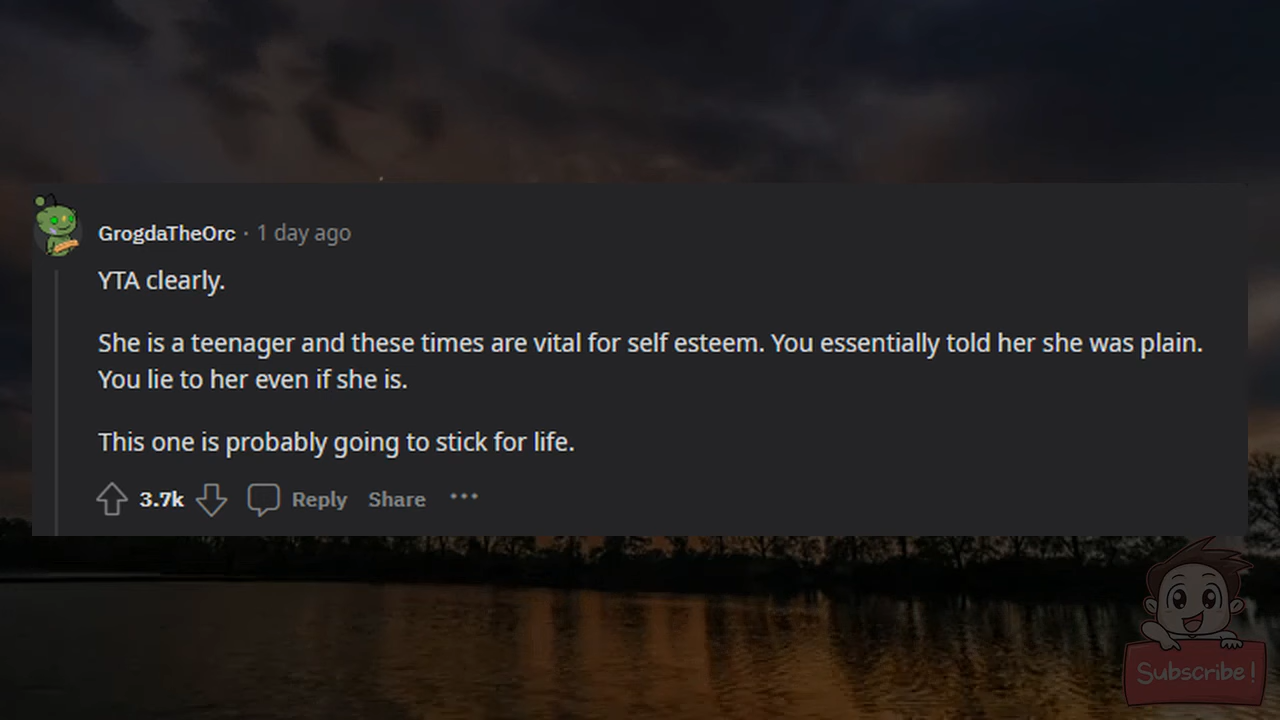 GrogdaTheOrc · 1 day ago
YTA clearly.
She is a teenager and these times are vital for self esteem. You essentially told her she was plain.
You lie to her even if she is.
This one is probably going to stick for life.
3.7k Reply Share ···
Subscribe!